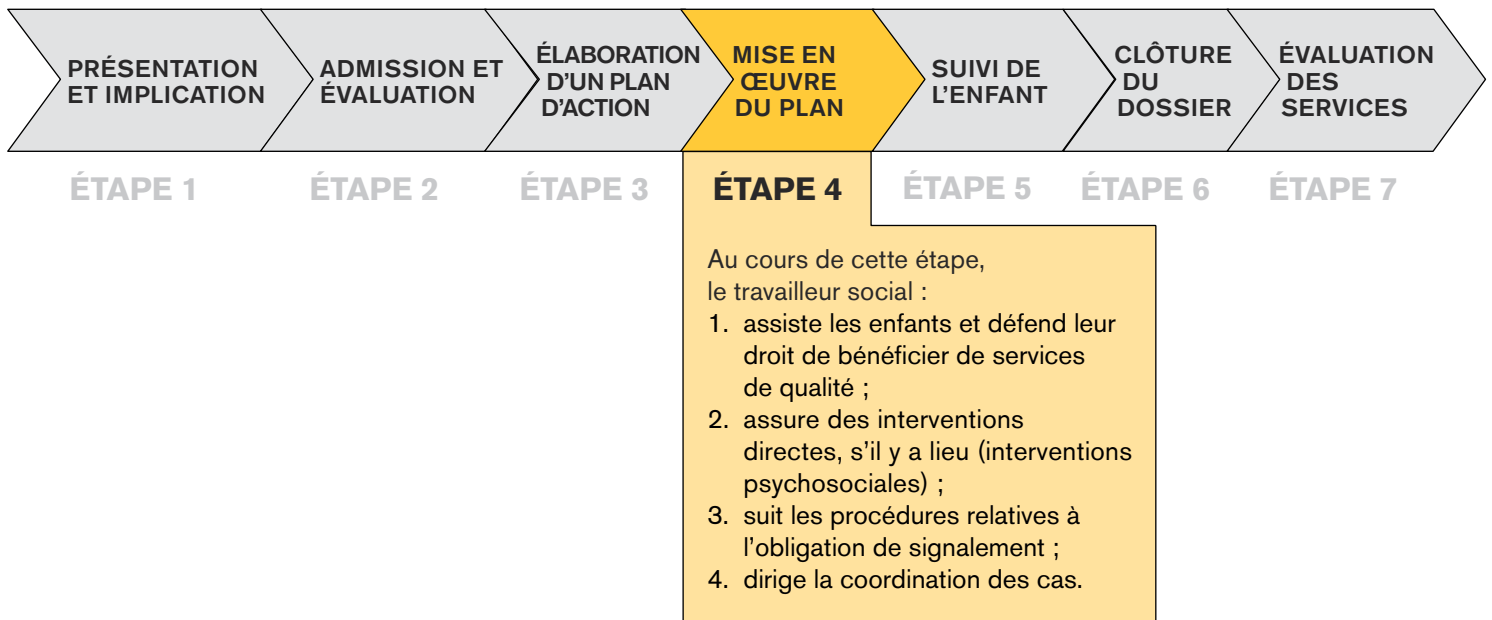 PRÉSENTATION
ET IMPLICATION
ADMISSION ET
ÉVALUATION
ÉLABORATION
D'UN PLAN
D'ACTION
MISE EN
ŒUVRE
DU PLAN
SUIVI DE
L'ENFANT
CLÔTURE
DU
DOSSIER
ÉVALUATION
DES
SERVICES
ÉTAPE 1
ÉTAPE 2
ÉTAPE 3
ÉTAPE 4
ÉTAPE 5
ÉTAPE 6
ÉTAPE 7
Au cours de cette étape,
le travailleur social :
1. assiste les enfants et défend leur
droit de bénéficier de services
de qualité ;
2. assure des interventions
directes, s'il y a lieu (interventions
psychosociales) ;
3. suit les procédures relatives à
l'obligation de signalement ;
4. dirige la coordination des cas.